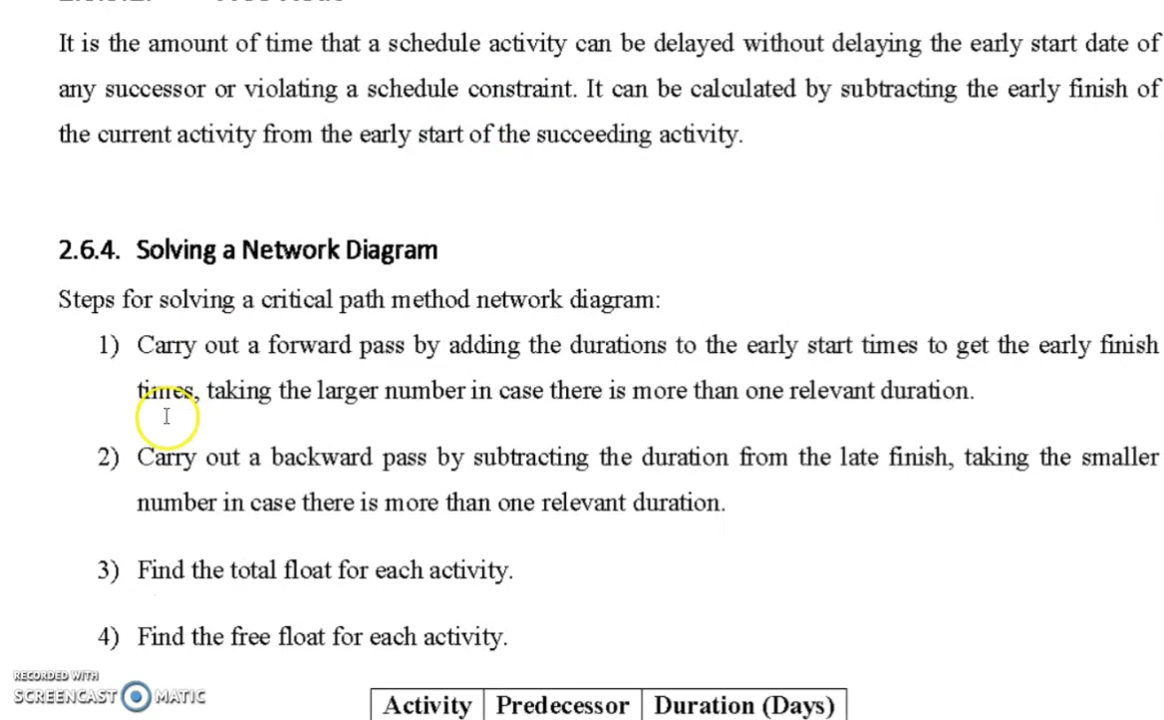 It is the amount of time that a schedule activity can be delayed without delaying the early start date of
any successor or violating a schedule constraint. It can be calculated by subtracting the early finish of
the current activity from the early start of the succeeding activity.
2.6.4. Solving a Network Diagram
Steps for solving a critical path method network diagram:
1) Carry out a forward pass by adding the durations to the early start times to get the early finish
times, taking the larger number in case there is more than one relevant duration.
2) Carry out a backward pass by subtracting the duration from the late finish, taking the smaller
number in case there is more than one relevant duration.
3) Find the total float for each activity.
4) Find the free float for each activity.
RECORDED WITH
SCREENCAST MATIC
Activity Predecessor Duration (Days)